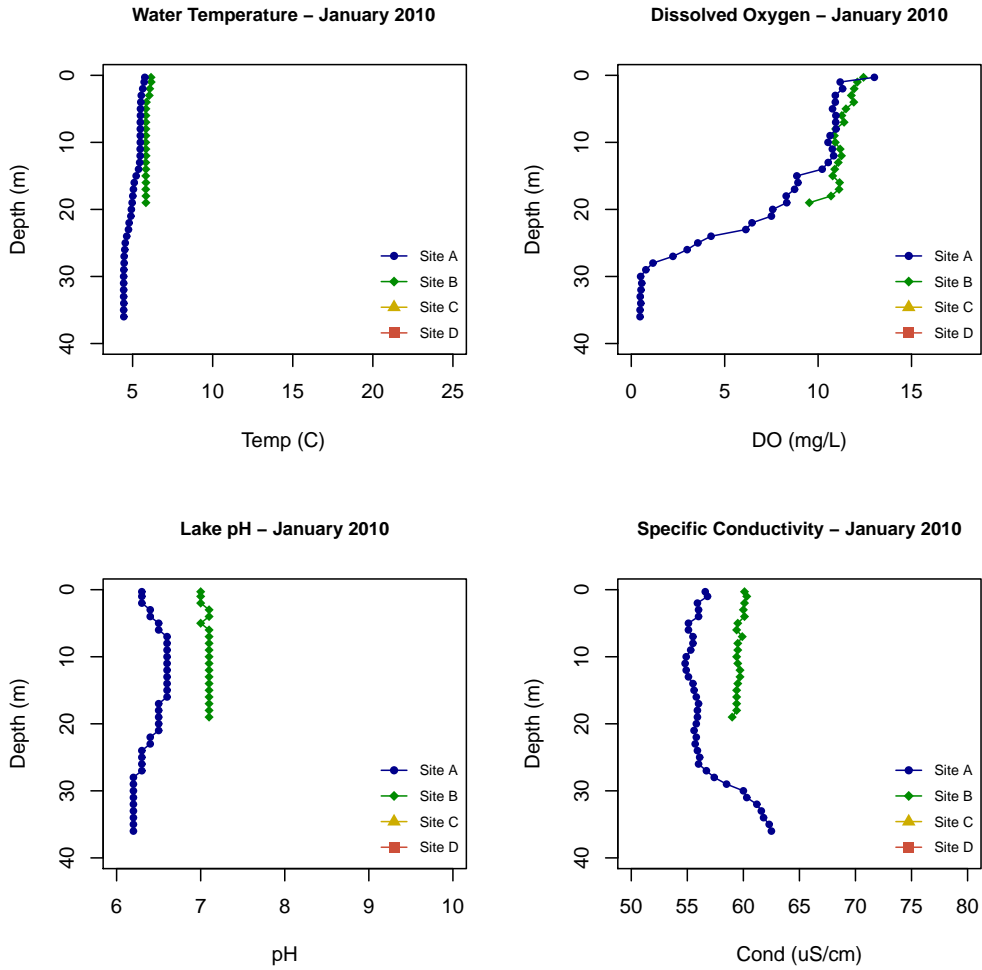 Water Temperature – January 2010
0
10
20
30
40
Depth (m)
Site A
Site B
Site C
Site D
5 10 15 20 25
Temp (C)
Dissolved Oxygen – January 2010
0
10
20
30
40
Depth (m)
Site A
Site B
Site C
Site D
0 5 10 15
DO (mg/L)
Lake pH – January 2010
0
10
20
30
40
Depth (m)
Site A
Site B
Site C
Site D
6 7 8 9 10
pH
Specific Conductivity – January 2010
0
10
20
30
40
Depth (m)
Site A
Site B
Site C
Site D
50 55 60 65 70 75 80
Cond (uS/cm)